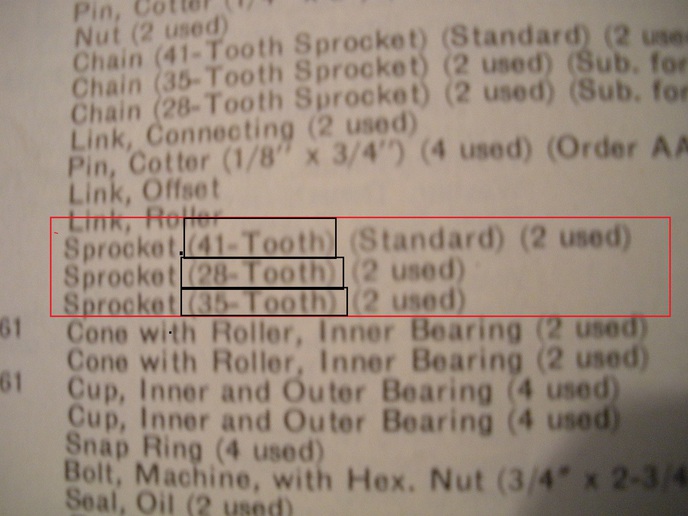 Pin, Cotter (1/4" x
Nut (2 used)
Chain (41-Tooth Sprocket) (Standard) (2 used
Chain (35-Tooth Sprocket) (2 used) (Sub. for
Chain (28-Tooth Sprocket) (2 used) (Sub. for
Link, Connecting (2 used)
Pin, Cotter (1/8" x 3/4") (4 used) (Order AA
Link, Offset
Link, Roller
Sprocket (41-Tooth) (Standard) (2 used)
Sprocket (28-Tooth) (2 used)
Sprocket (35-Tooth) (2 used)
61 Cone with Roller, Inner Bearing (2 used)
Cone with Roller, Inner Bearing (2 used)
61 Cup, Inner and Outer Bearing (4 used)
Cup, Inner and Outer Bearing (4 used)
Snap Ring (4 used)
Bolt, Machine, with Hex. Nut (3/4" x 2-3/4
Seal, Oil (2 used)